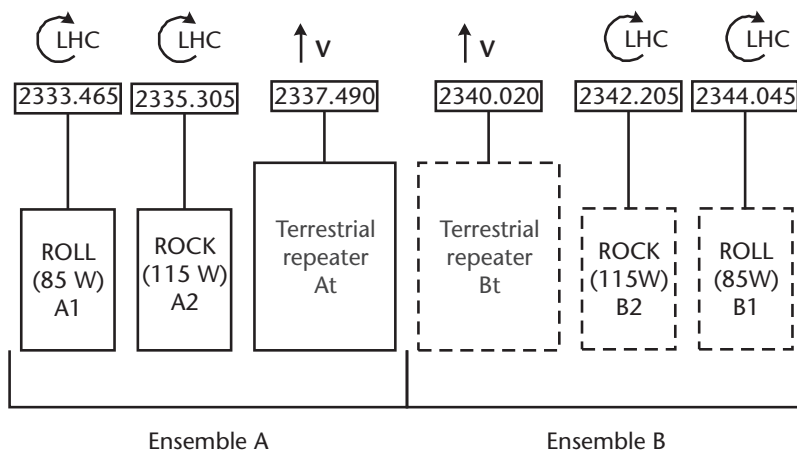 LHC LHC V V LHC LHC
2333.465 2335.305 2337.490 2340.020 2342.205 2344.045
ROLL
(85 W)
A1
ROCK
(115 W)
A2
Terrestrial
repeater
At
Terrestrial
repeater
Bt
ROCK
(115W)
B2
ROLL
(85W)
B1
Ensemble A Ensemble B